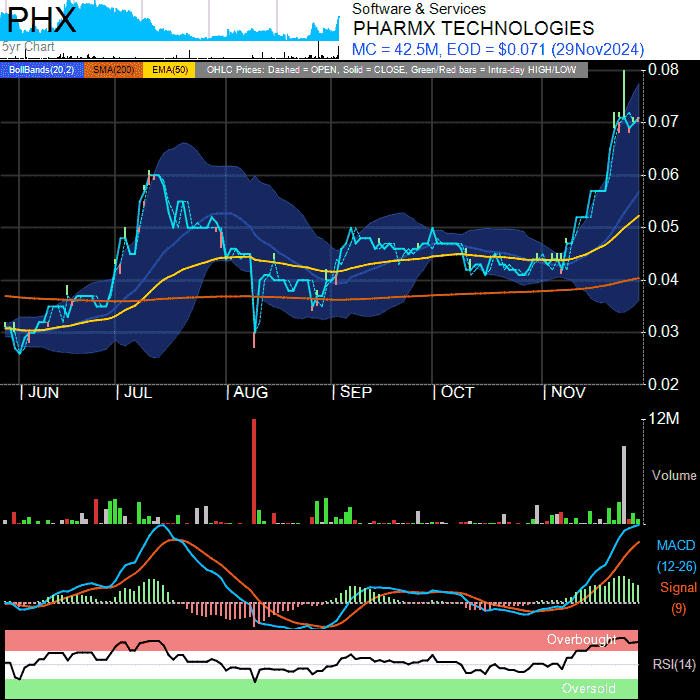 PHX
5yr Chart
Software & Services
PHARMX TECHNOLOGIES
MC = 42.5M, EOD = $0.071 (29Nov2024)
BollBands(20,2) SMA(200) EMA(50) OHLC Prices: Dashed = OPEN, Solid = CLOSE, Green/Red bars = Intra-day HIGH/LOW
0.08
0.07
0.06
0.05
0.04
0.03
0.02
JUN JUL AUG SEP OCT NOV
12M
Volume
MACD
(12-26)
Signal
(9)
Overbought
RSI(14)
Oversold